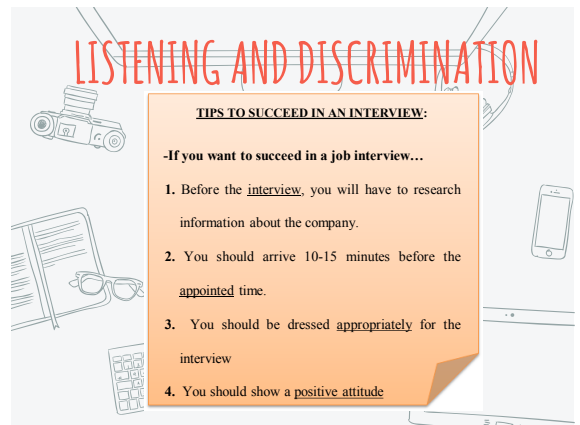 LISTENING AND DISCRIMINATION
TIPS TO SUCCEED IN AN INTERVIEW:
-If you want to succeed in a job interview…
1. Before the interview, you will have to research
information about the company.
2. You should arrive 10-15 minutes before the
appointed time.
3. You should be dressed appropriately for the
interview
4. You should show a positive attitude